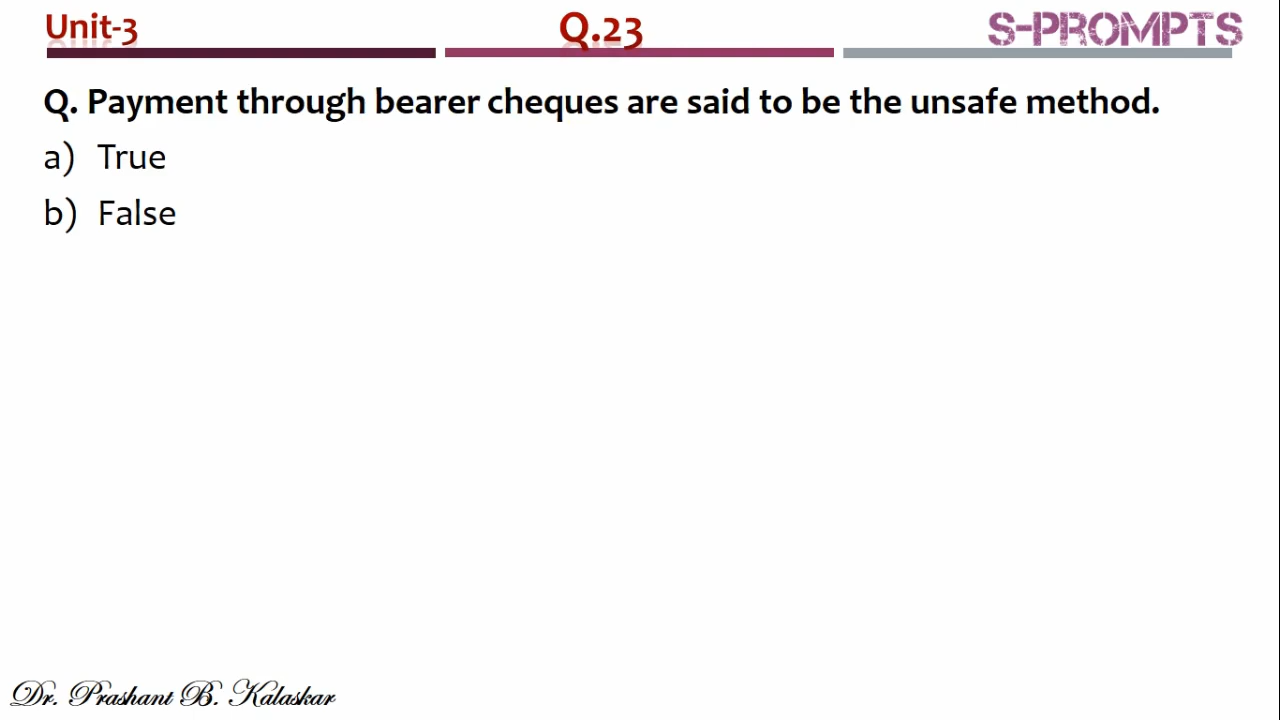 Unit-3
Q.23
S-PROMPTS
Q. Payment through bearer cheques are said to be the unsafe method.
a) True
b) False
Dr. Prashant B. Kalaskar